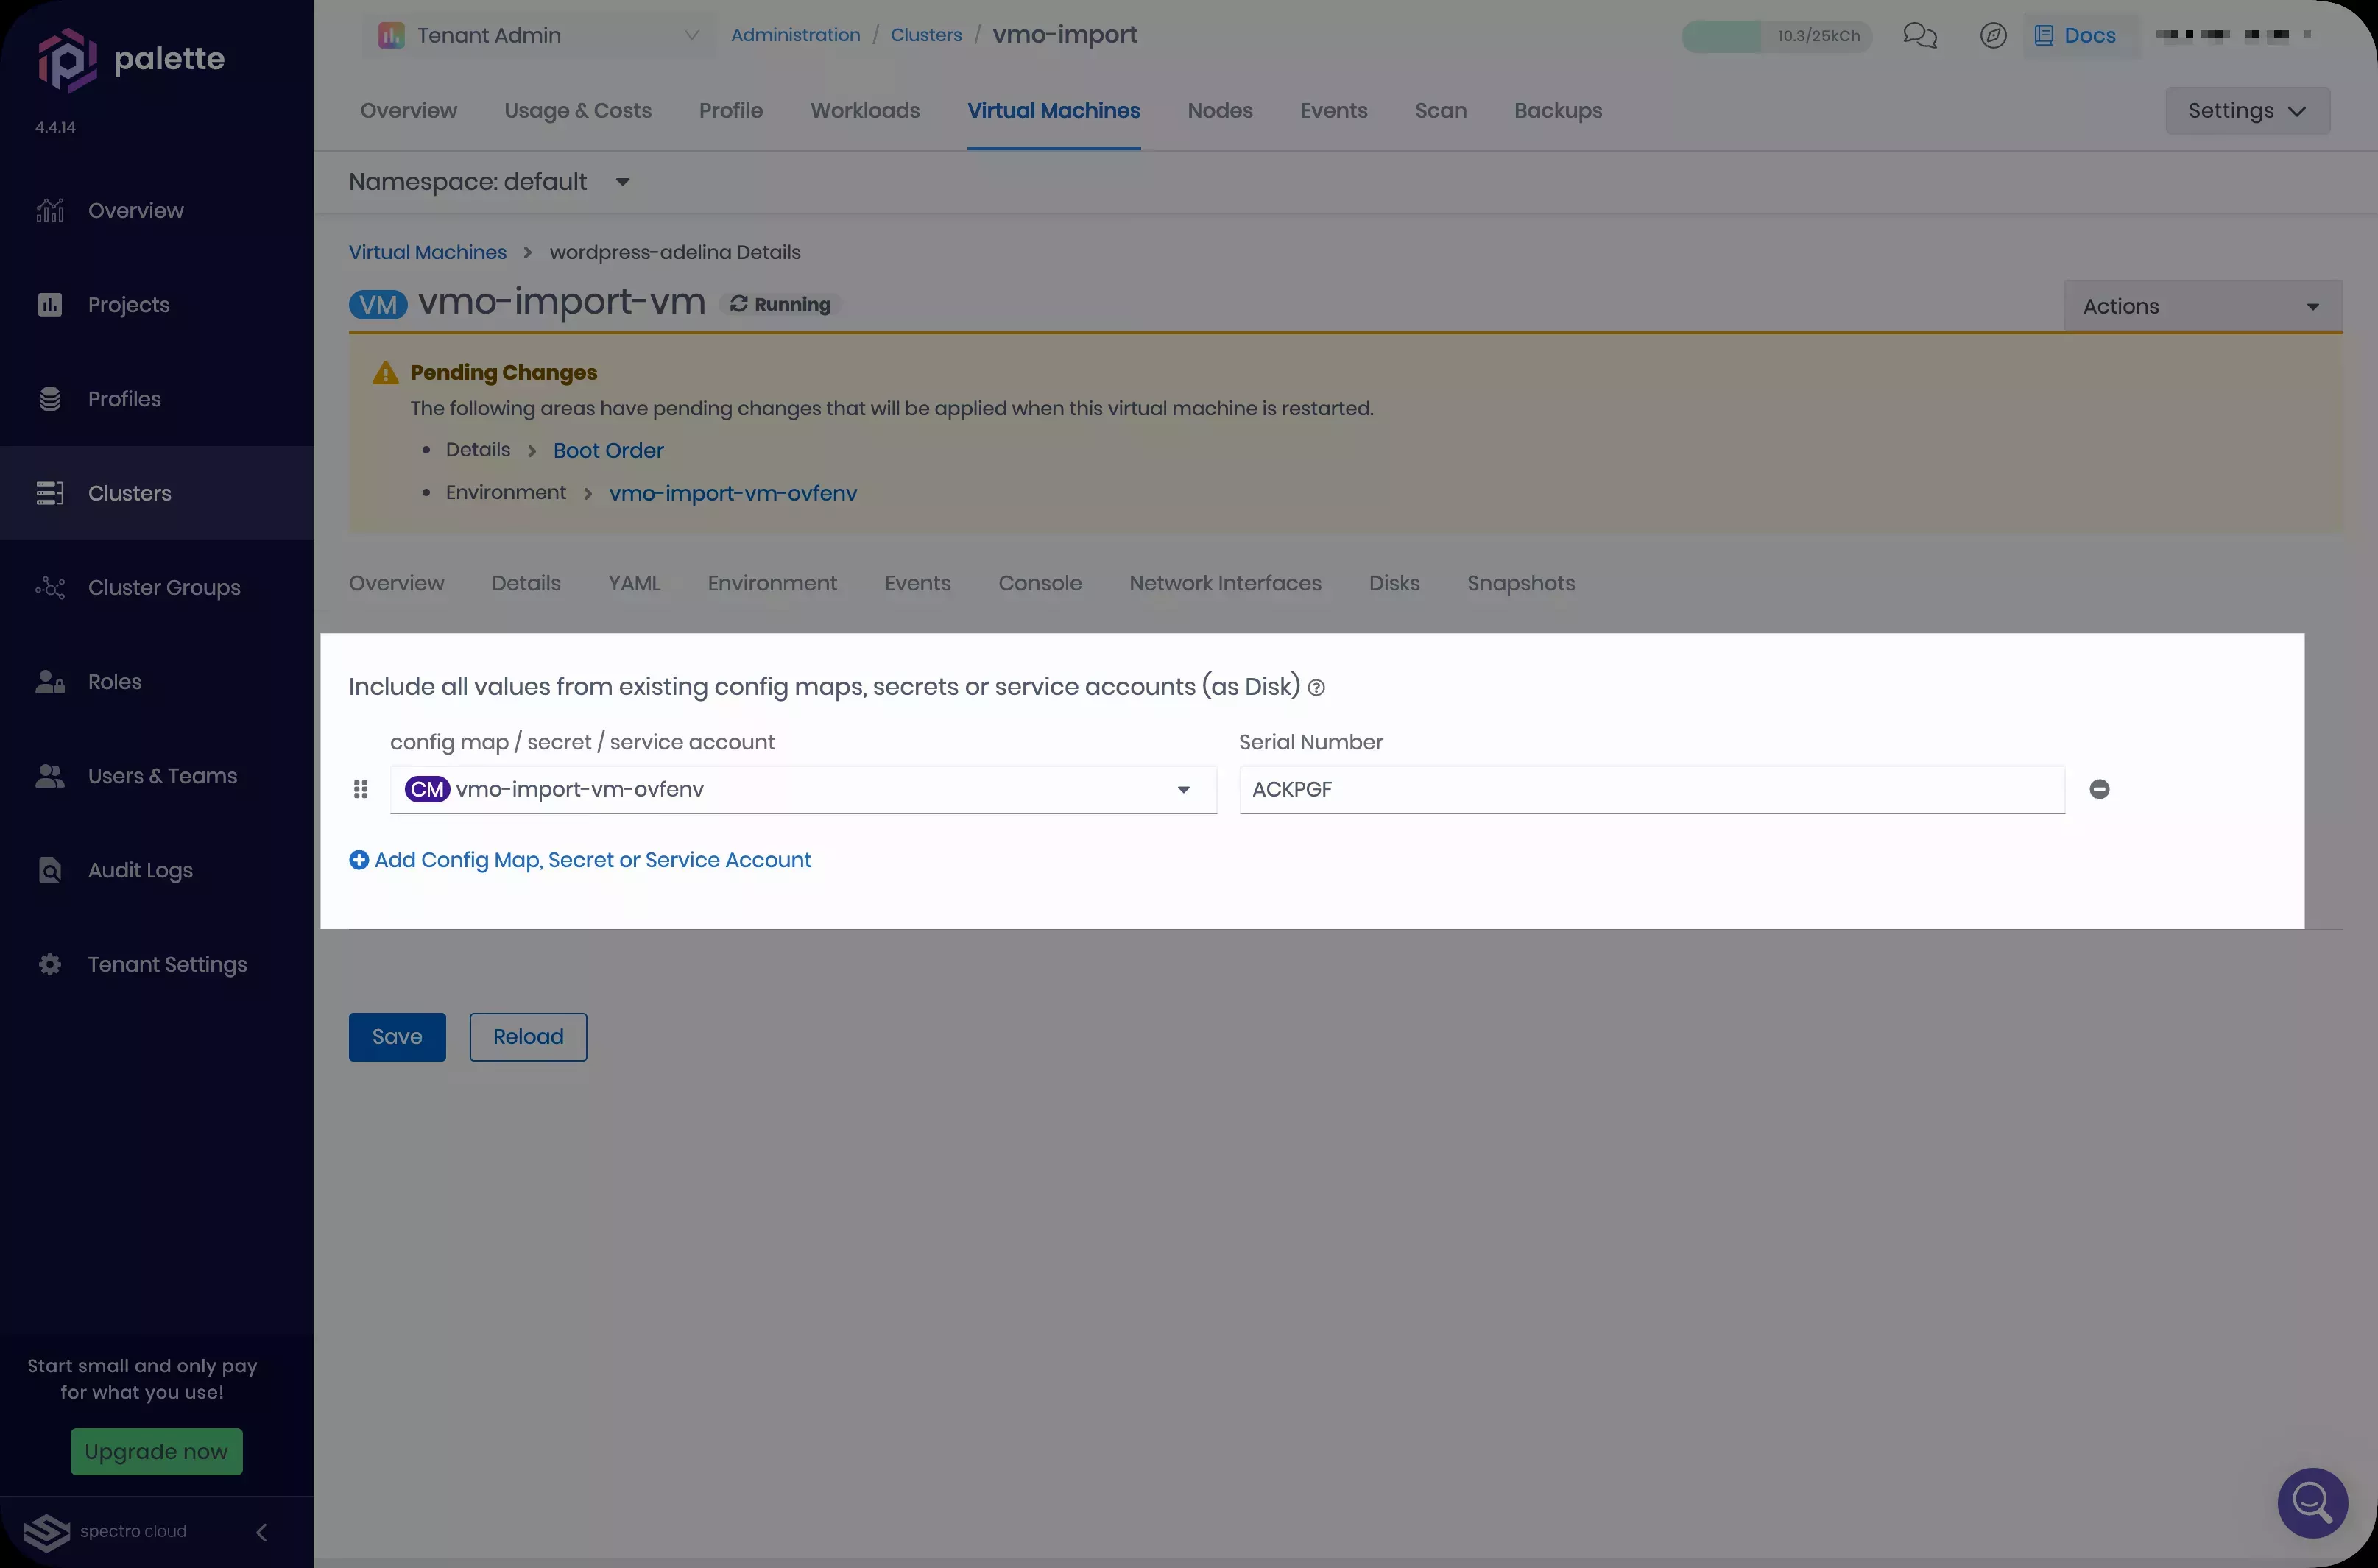 palette
4.4.14
Overview
Projects
Profiles
Clusters
Cluster Groups
Roles
Users & Teams
Audit Logs
Tenant Settings
Start small and only pay
for what you use!
Upgrade now
spectro cloud
Tenant Admin
Administration / Clusters / vmo-import
10.3/25kCh
Docs
Overview Usage & Costs Profile Workloads Virtual Machines Nodes Events Scan Backups
Settings
Namespace: default
Virtual Machines > wordpress-adelina Details
VM vmo-import-vm Running
Actions
Pending Changes
The following areas have pending changes that will be applied when this virtual machine is restarted.
• Details > Boot Order
• Environment > vmo-import-vm-ovfenv
Overview Details YAML Environment Events Console Network Interfaces Disks Snapshots
Include all values from existing config maps, secrets or service accounts (as Disk)
config map / secret / service account Serial Number
CM vmo-import-vm-ovfenv ACKPGF
Add Config Map, Secret or Service Account
Save Reload